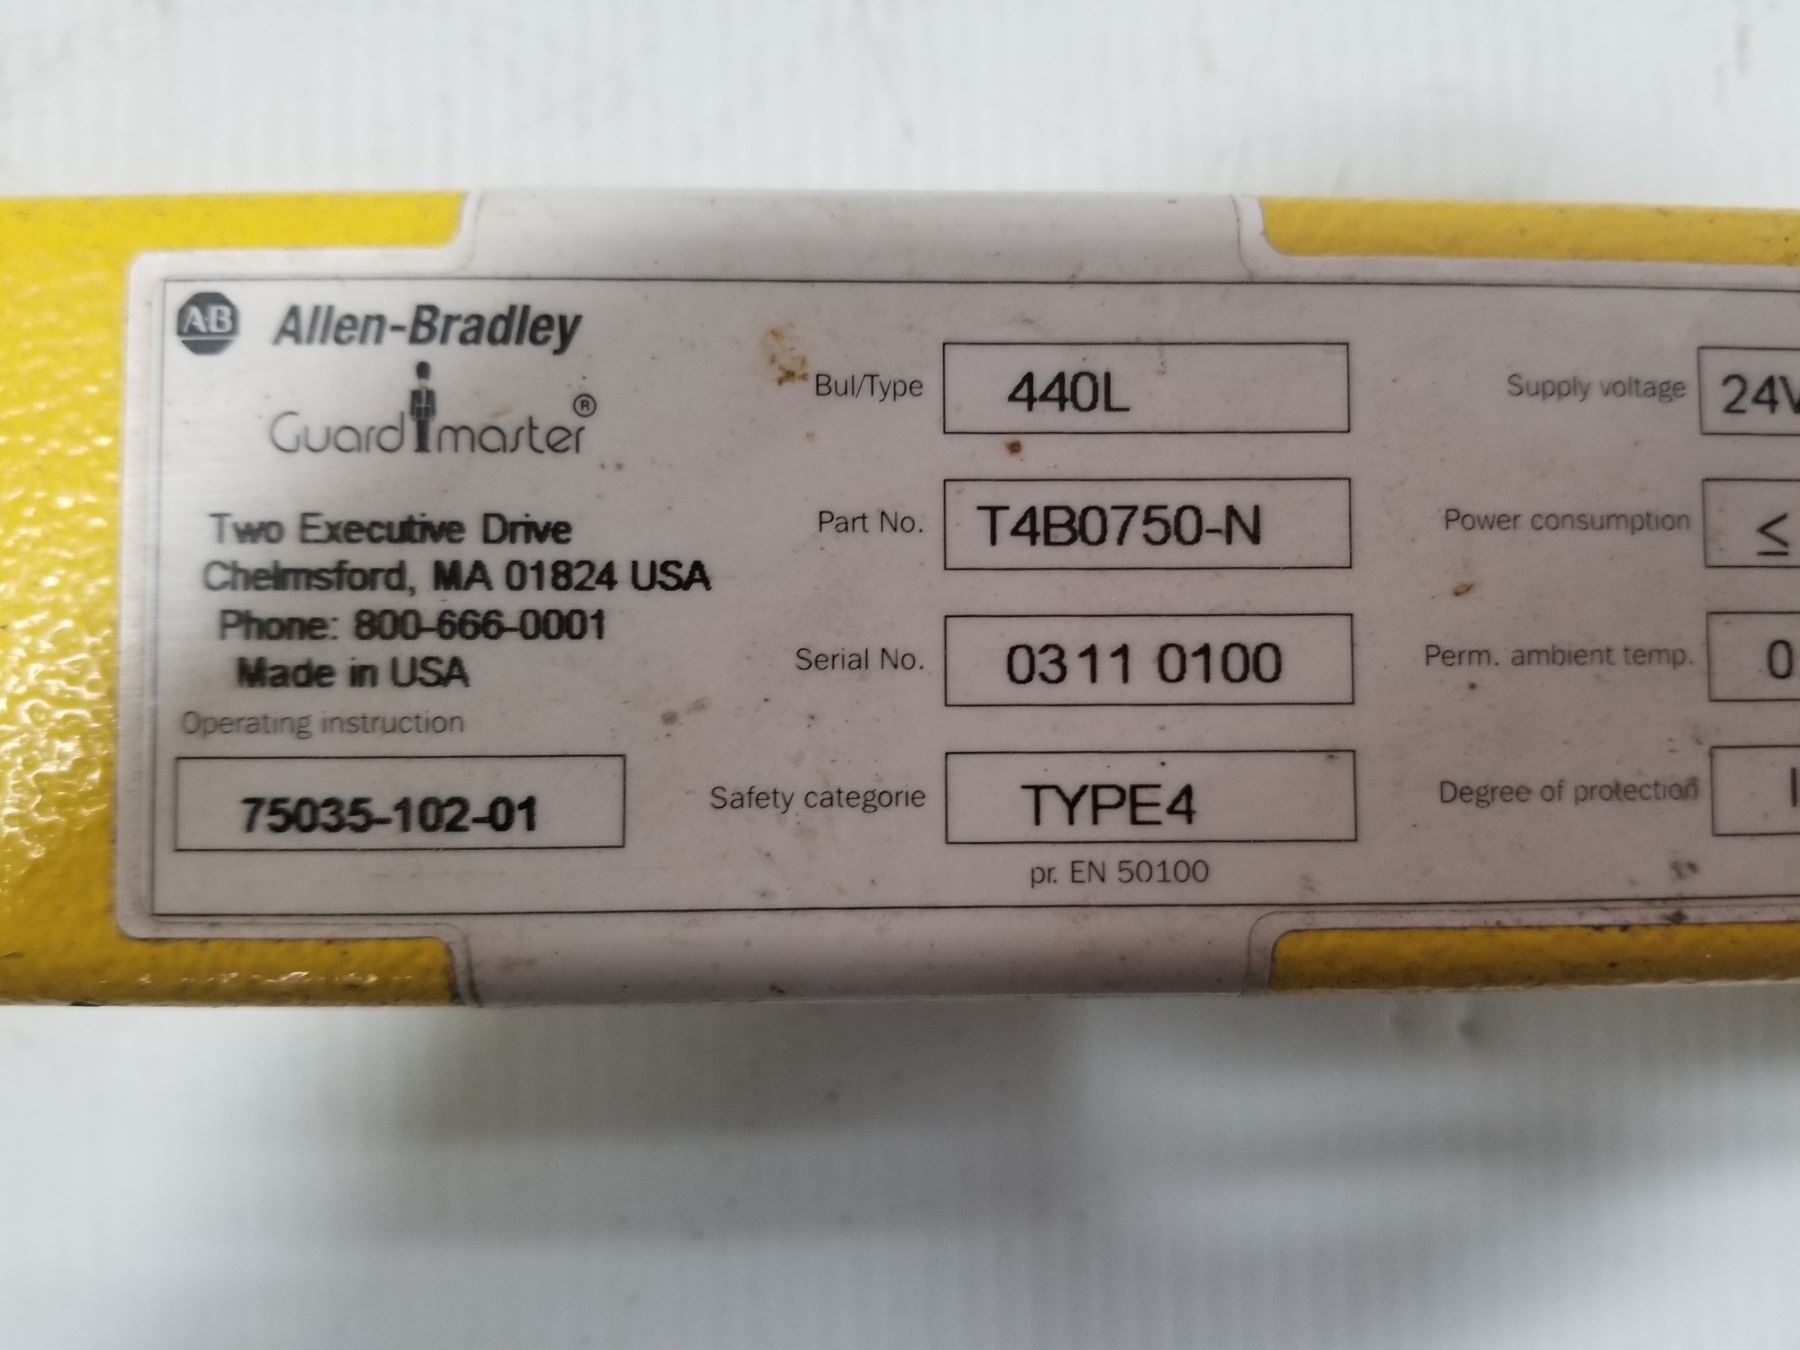 AB Allen-Bradley
Guardmaster®
Two Executive Drive
Chelmsford, MA 01824 USA
Phone: 800-666-0001
Made in USA
Operating instruction
75035-102-01
Bul/Type 440L
Part No. T4B0750-N
Serial No. 0311 0100
Safety categorie TYPE4
pr. EN 50100
Supply voltage 24V
Power consumption ≤
Perm. ambient temp. 0
Degree of protection